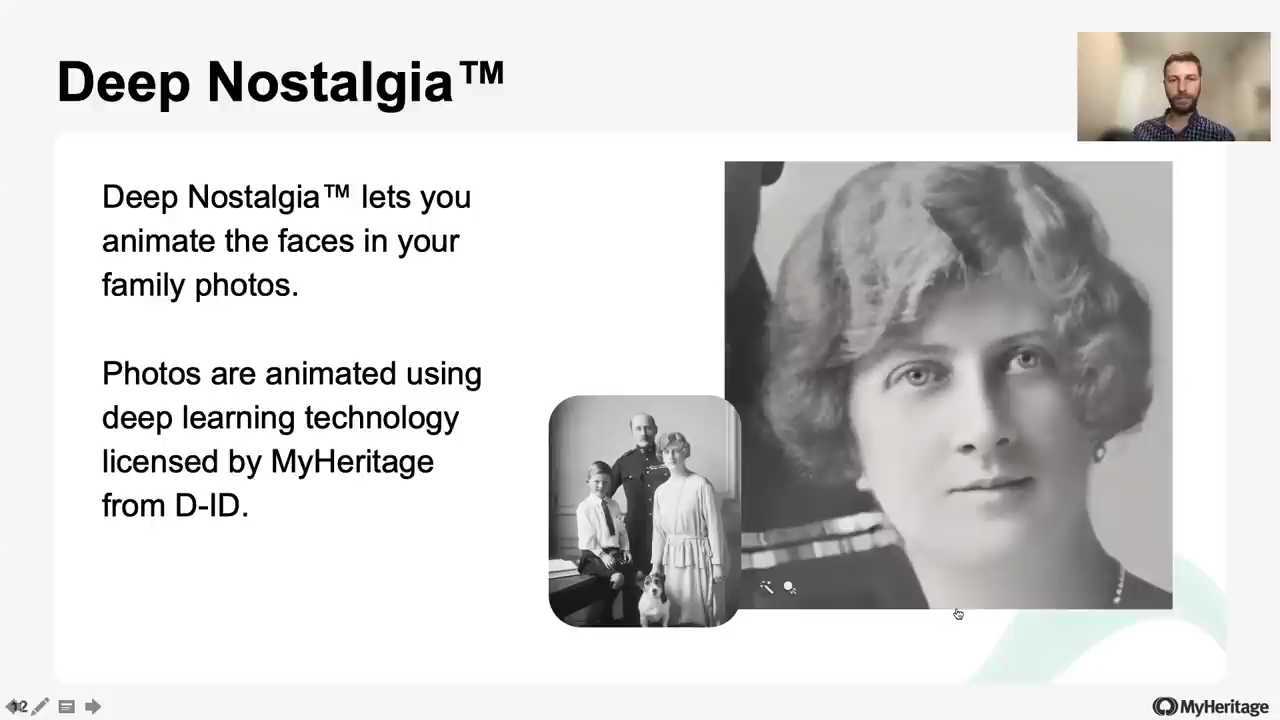 Deep Nostalgia™
Deep Nostalgia™ lets you
animate the faces in your
family photos.
Photos are animated using
deep learning technology
licensed by MyHeritage
from D-ID.
12
MyHeritage